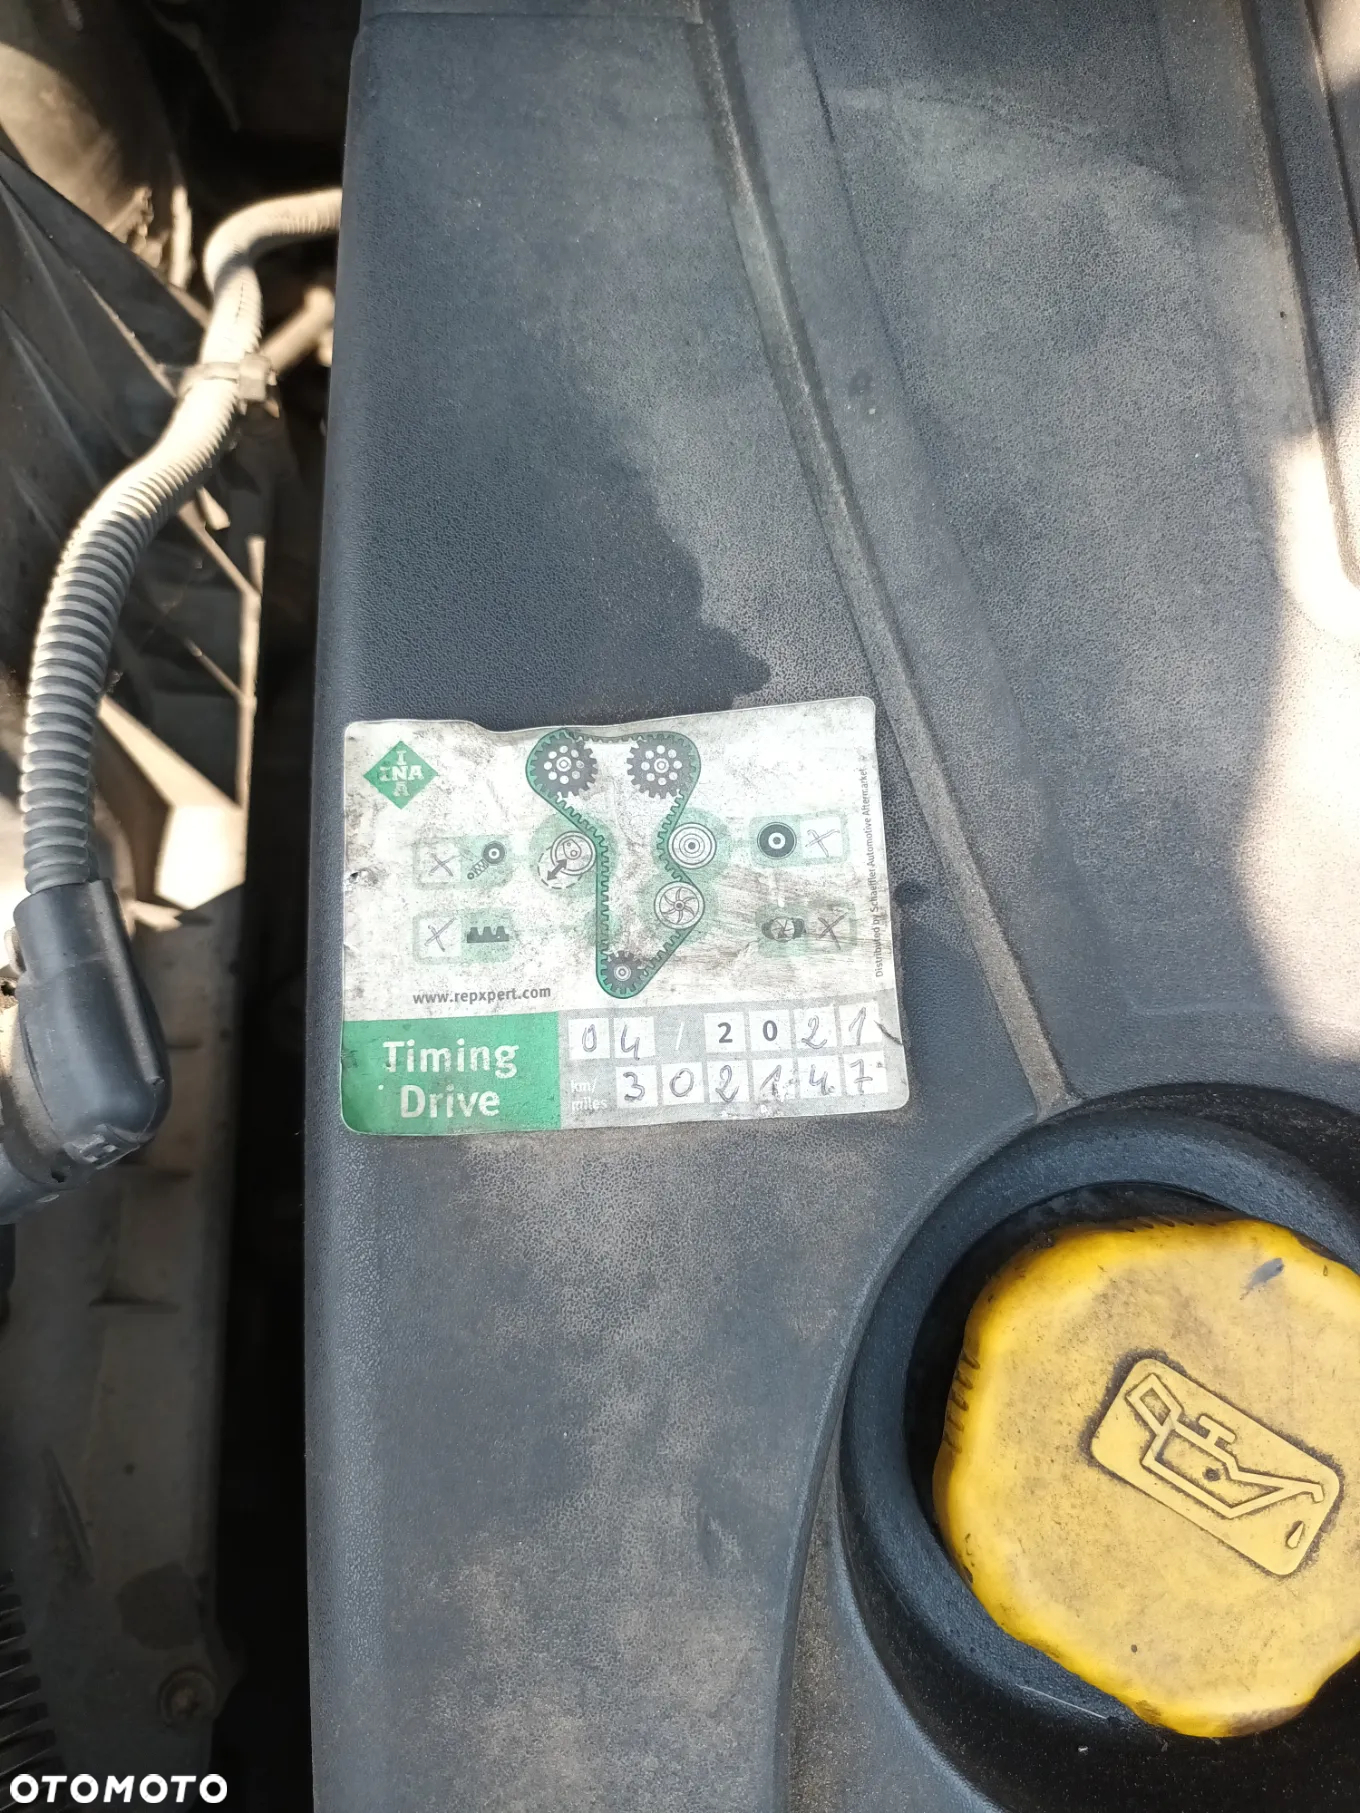 INA
Distributed by Schaeffler Automotive Aftermarket
www.repxpert.com
Timing Drive
04 / 2021
km/miles 302147
OTOMOTO